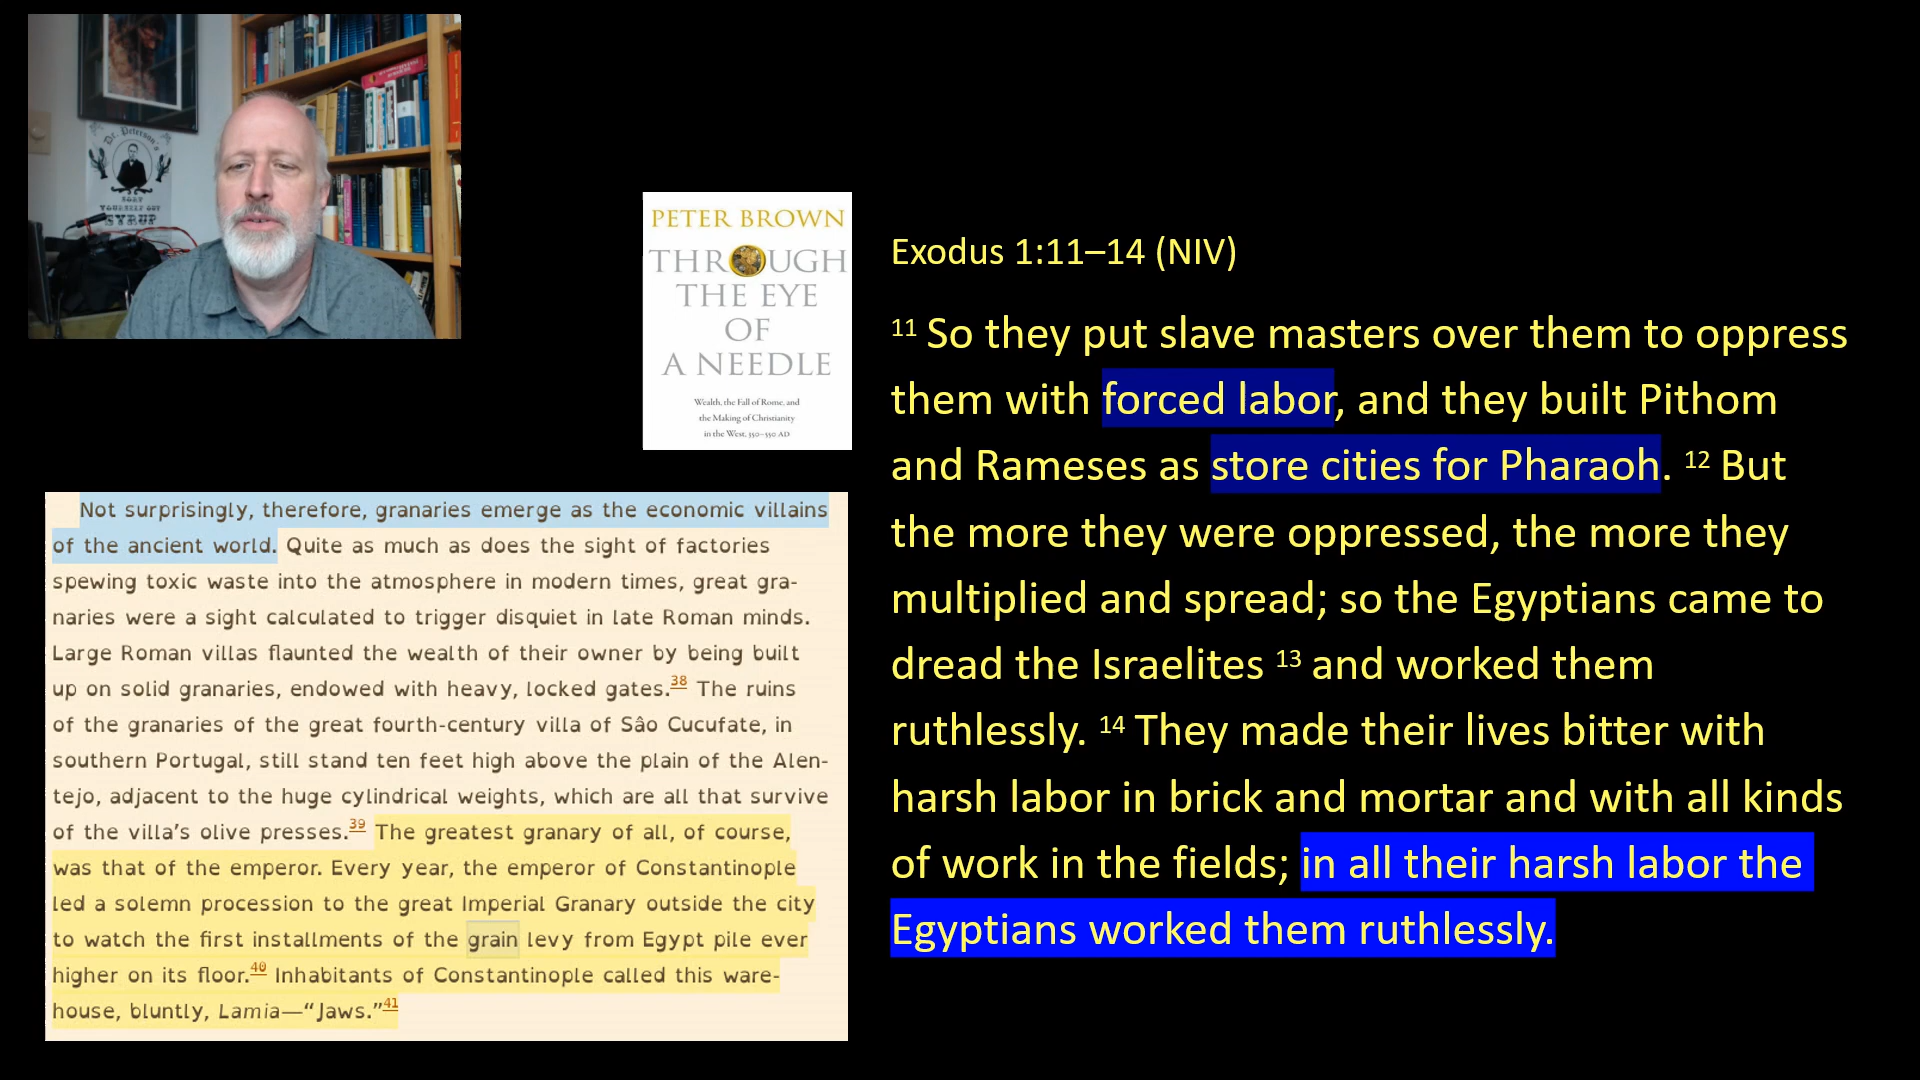 Dr. Peterson's
SORT
YOURSELF OUT
SYRUP
PETER BROWN
THROUGH
THE EYE
OF
A NEEDLE
Wealth, the Fall of Rome, and
the Making of Christianity
in the West, 350–550 AD
Not surprisingly, therefore, granaries emerge as the economic villains
of the ancient world. Quite as much as does the sight of factories
spewing toxic waste into the atmosphere in modern times, great gra-
naries were a sight calculated to trigger disquiet in late Roman minds.
Large Roman villas flaunted the wealth of their owner by being built
up on solid granaries, endowed with heavy, locked gates.38 The ruins
of the granaries of the great fourth-century villa of Sâo Cucufate, in
southern Portugal, still stand ten feet high above the plain of the Alen-
tejo, adjacent to the huge cylindrical weights, which are all that survive
of the villa’s olive presses.39 The greatest granary of all, of course,
was that of the emperor. Every year, the emperor of Constantinople
led a solemn procession to the great Imperial Granary outside the city
to watch the first installments of the grain levy from Egypt pile ever
higher on its floor.40 Inhabitants of Constantinople called this ware-
house, bluntly, Lamia—“Jaws.”41
Exodus 1:11–14 (NIV)
11 So they put slave masters over them to oppress
them with forced labor, and they built Pithom
and Rameses as store cities for Pharaoh. 12 But
the more they were oppressed, the more they
multiplied and spread; so the Egyptians came to
dread the Israelites 13 and worked them
ruthlessly. 14 They made their lives bitter with
harsh labor in brick and mortar and with all kinds
of work in the fields; in all their harsh labor the
Egyptians worked them ruthlessly.